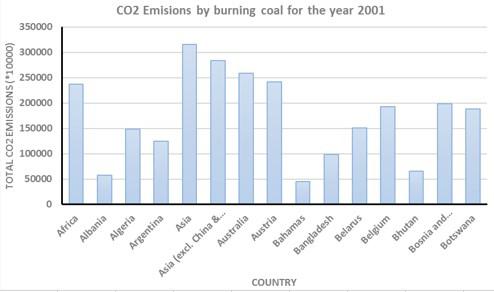 CO2 Emisions by burning coal for the year 2001
TOTAL CO2 EMISSIONS (*10000)
350000
300000
250000
200000
150000
100000
50000
0
Africa
Albania
Algeria
Argentina
Asia
Asia (excl. China &...
Australia
Austria
Bahamas
Bangladesh
Belarus
Belgium
Bhutan
Bosnia and...
Botswana
COUNTRY